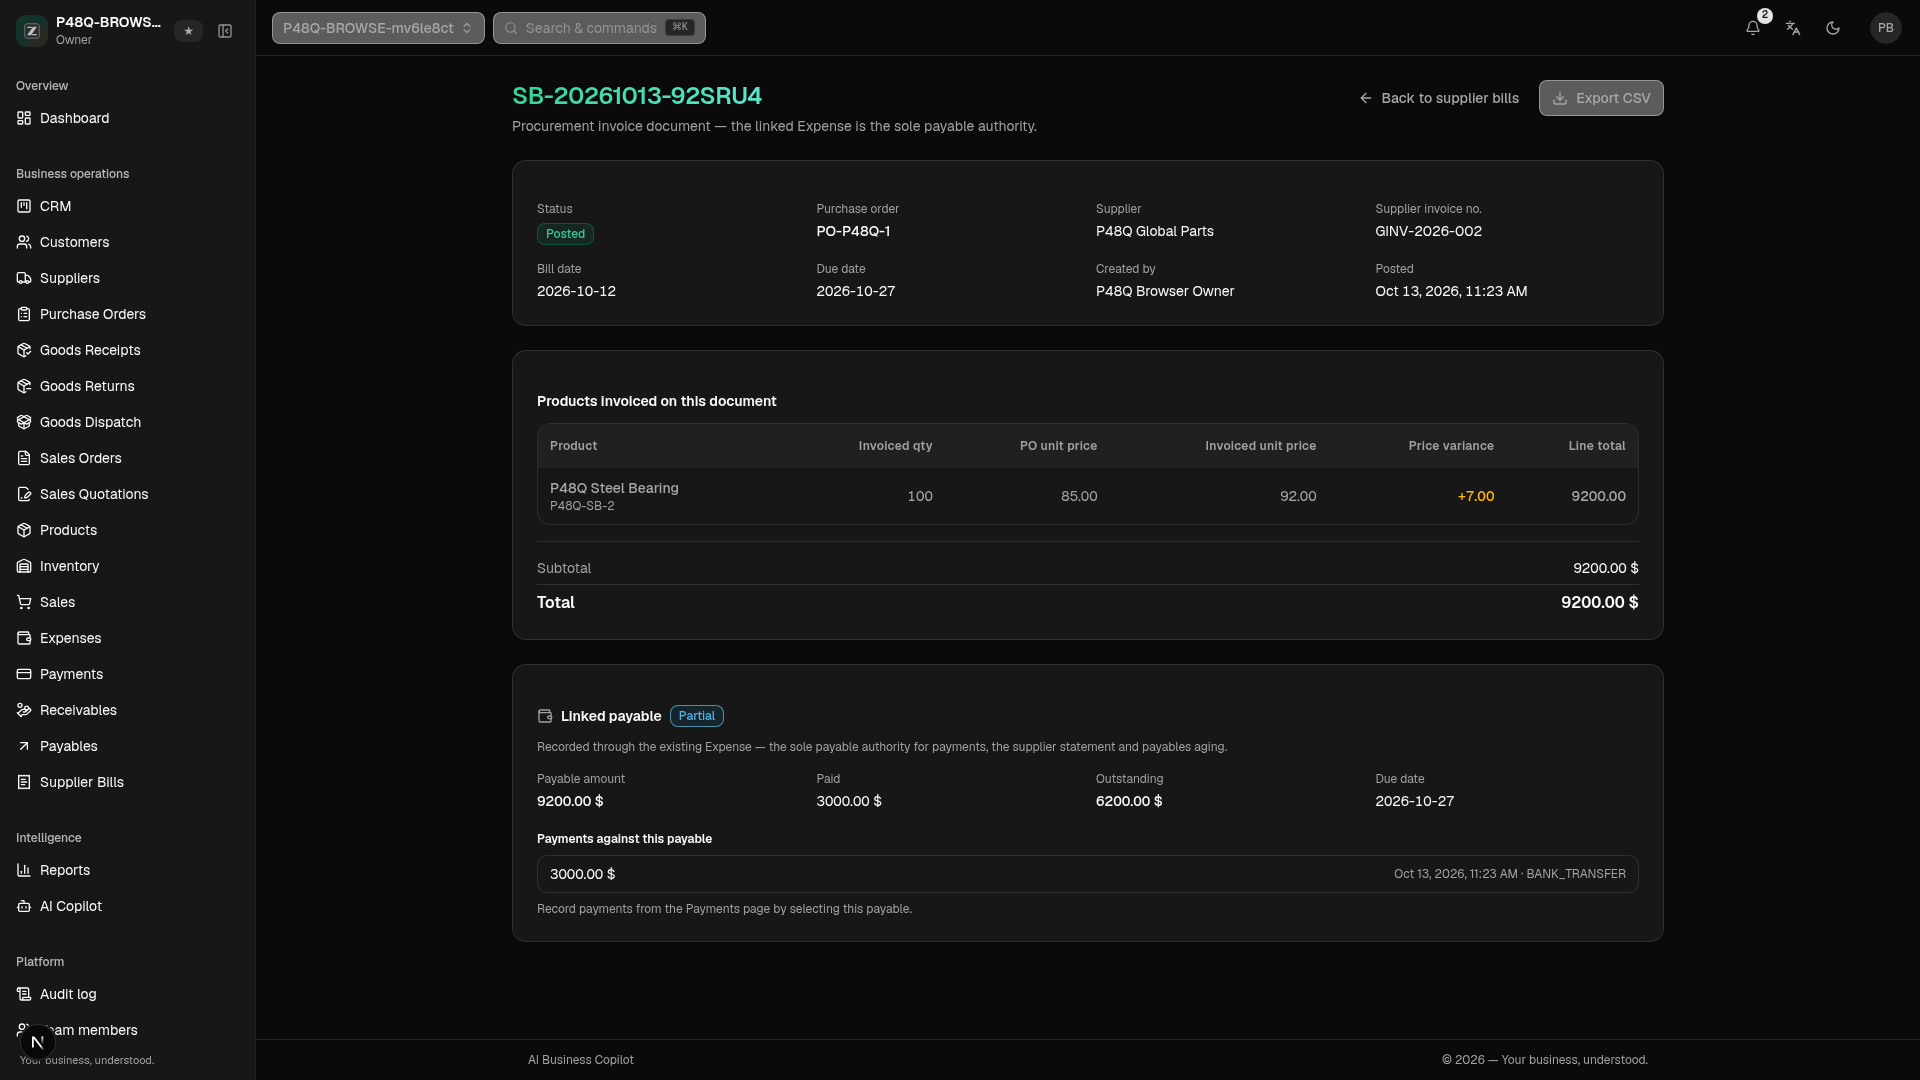 P48Q-BROWS...
Owner
★
P48Q-BROWSE-mv6le8ct
Search & commands
⌘K
2
PB
Overview
Dashboard
Business operations
CRM
Customers
Suppliers
Purchase Orders
Goods Receipts
Goods Returns
Goods Dispatch
Sales Orders
Sales Quotations
Products
Inventory
Sales
Expenses
Payments
Receivables
Payables
Supplier Bills
Intelligence
Reports
AI Copilot
Platform
Audit log
members
N
Your business, understood.
SB-20261013-92SRU4
Procurement invoice document — the linked Expense is the sole payable authority.
Back to supplier bills
Export CSV
Status
Purchase order
Supplier
Supplier invoice no.
Posted
PO-P48Q-1
P48Q Global Parts
GINV-2026-002
Bill date
Due date
Created by
Posted
2026-10-12
2026-10-27
P48Q Browser Owner
Oct 13, 2026, 11:23 AM
Products invoiced on this document
Product Invoiced qty PO unit price Invoiced unit price Price variance Line total
P48Q Steel Bearing
P48Q-SB-2
100 85.00 92.00 +7.00 9200.00
Subtotal 9200.00 $
Total 9200.00 $
Linked payable Partial
Recorded through the existing Expense — the sole payable authority for payments, the supplier statement and payables aging.
Payable amount
Paid
Outstanding
Due date
9200.00 $
3000.00 $
6200.00 $
2026-10-27
Payments against this payable
3000.00 $ Oct 13, 2026, 11:23 AM · BANK_TRANSFER
Record payments from the Payments page by selecting this payable.
AI Business Copilot
© 2026 — Your business, understood.